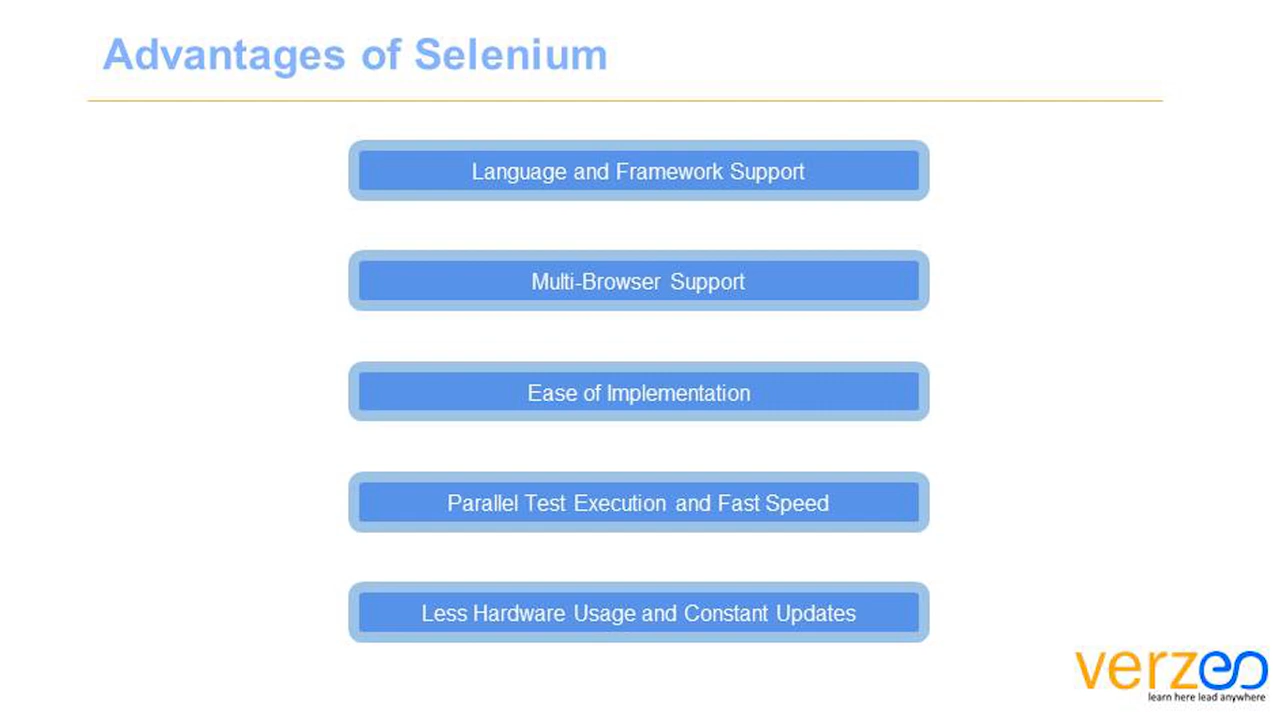 Advantages of Selenium
Language and Framework Support
Multi-Browser Support
Ease of Implementation
Parallel Test Execution and Fast Speed
Less Hardware Usage and Constant Updates
verzeo
learn here lead anywhere